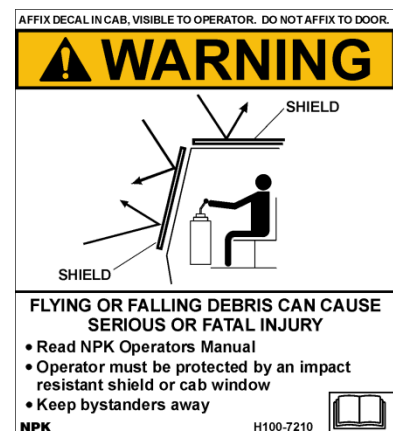 AFFIX DECAL IN CAB, VISIBLE TO OPERATOR. DO NOT AFFIX TO DOOR.
WARNING
SHIELD
SHIELD
FLYING OR FALLING DEBRIS CAN CAUSE
SERIOUS OR FATAL INJURY
• Read NPK Operators Manual
• Operator must be protected by an impact
resistant shield or cab window
• Keep bystanders away
NPK H100-7210